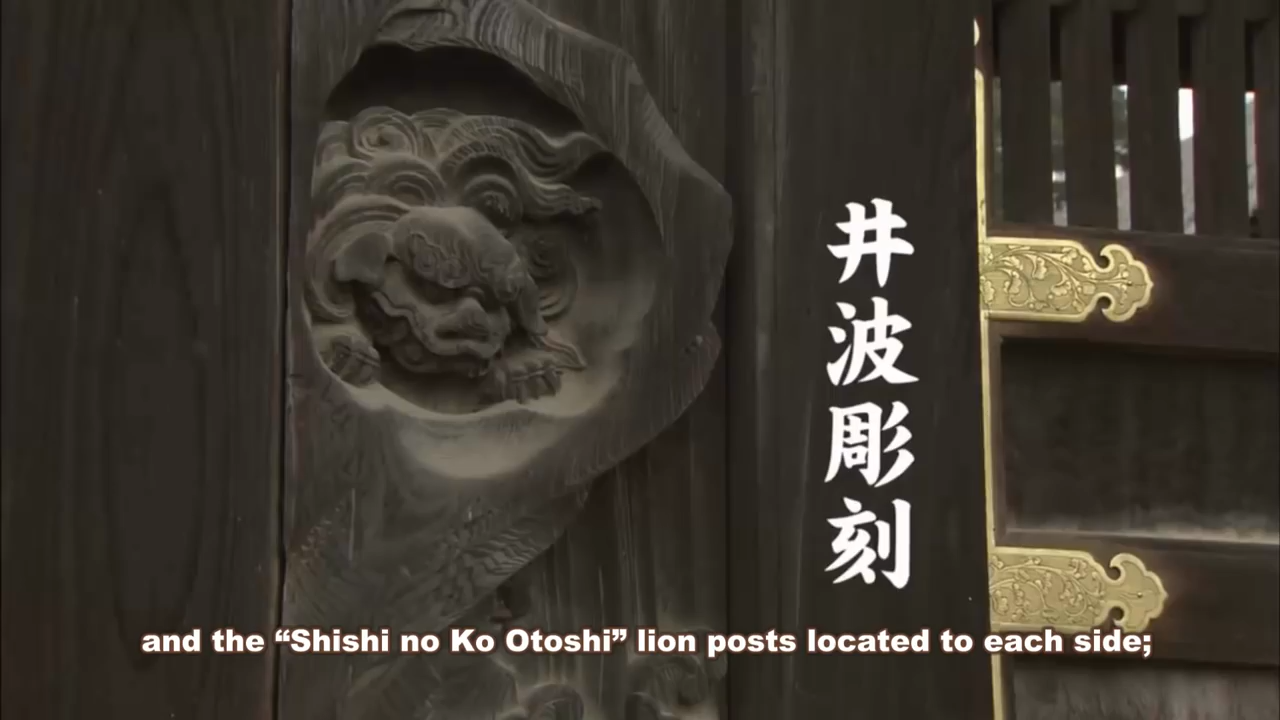 井波彫刻
and the “Shishi no Ko Otoshi” lion posts located to each side;